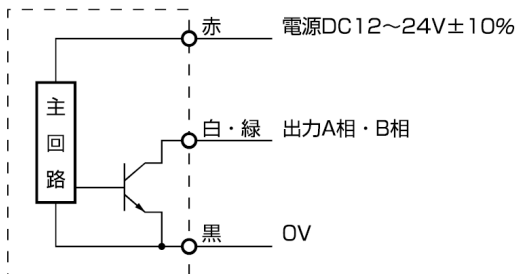 赤 電源DC12～24V±10%
主回路
白・緑 出力A相・B相
黒 0V